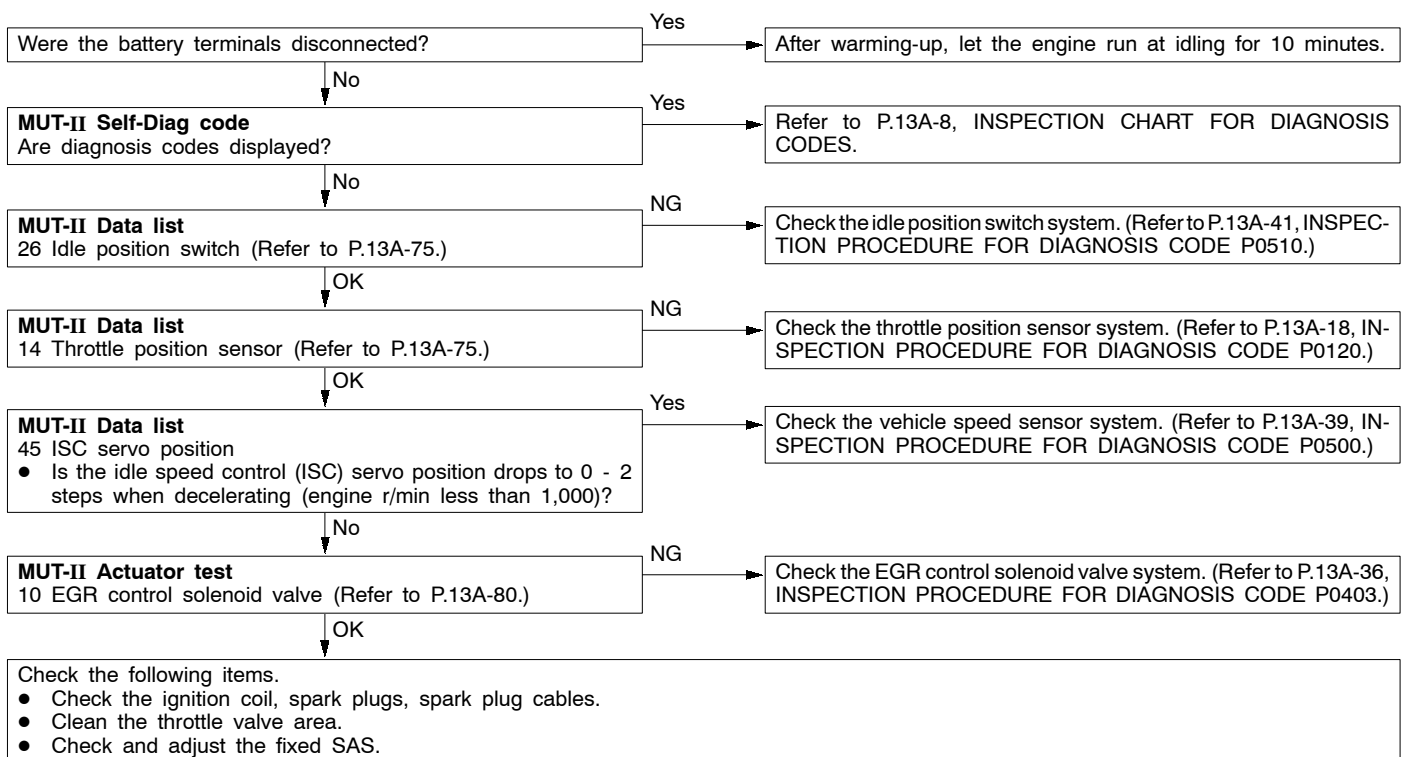 Were the battery terminals disconnected?
Yes
After warming-up, let the engine run at idling for 10 minutes.
No
MUT-II Self-Diag code
Are diagnosis codes displayed?
Yes
Refer to P.13A-8, INSPECTION CHART FOR DIAGNOSIS
CODES.
No
MUT-II Data list
26 Idle position switch (Refer to P.13A-75.)
NG
Check the idle position switch system. (Refer to P.13A-41, INSPEC-
TION PROCEDURE FOR DIAGNOSIS CODE P0510.)
OK
MUT-II Data list
14 Throttle position sensor (Refer to P.13A-75.)
NG
Check the throttle position sensor system. (Refer to P.13A-18, IN-
SPECTION PROCEDURE FOR DIAGNOSIS CODE P0120.)
OK
MUT-II Data list
45 ISC servo position
● Is the idle speed control (ISC) servo position drops to 0 - 2
steps when decelerating (engine r/min less than 1,000)?
Yes
Check the vehicle speed sensor system. (Refer to P.13A-39, IN-
SPECTION PROCEDURE FOR DIAGNOSIS CODE P0500.)
No
MUT-II Actuator test
10 EGR control solenoid valve (Refer to P.13A-80.)
NG
Check the EGR control solenoid valve system. (Refer to P.13A-36,
INSPECTION PROCEDURE FOR DIAGNOSIS CODE P0403.)
OK
Check the following items.
● Check the ignition coil, spark plugs, spark plug cables.
● Clean the throttle valve area.
● Check and adjust the fixed SAS.